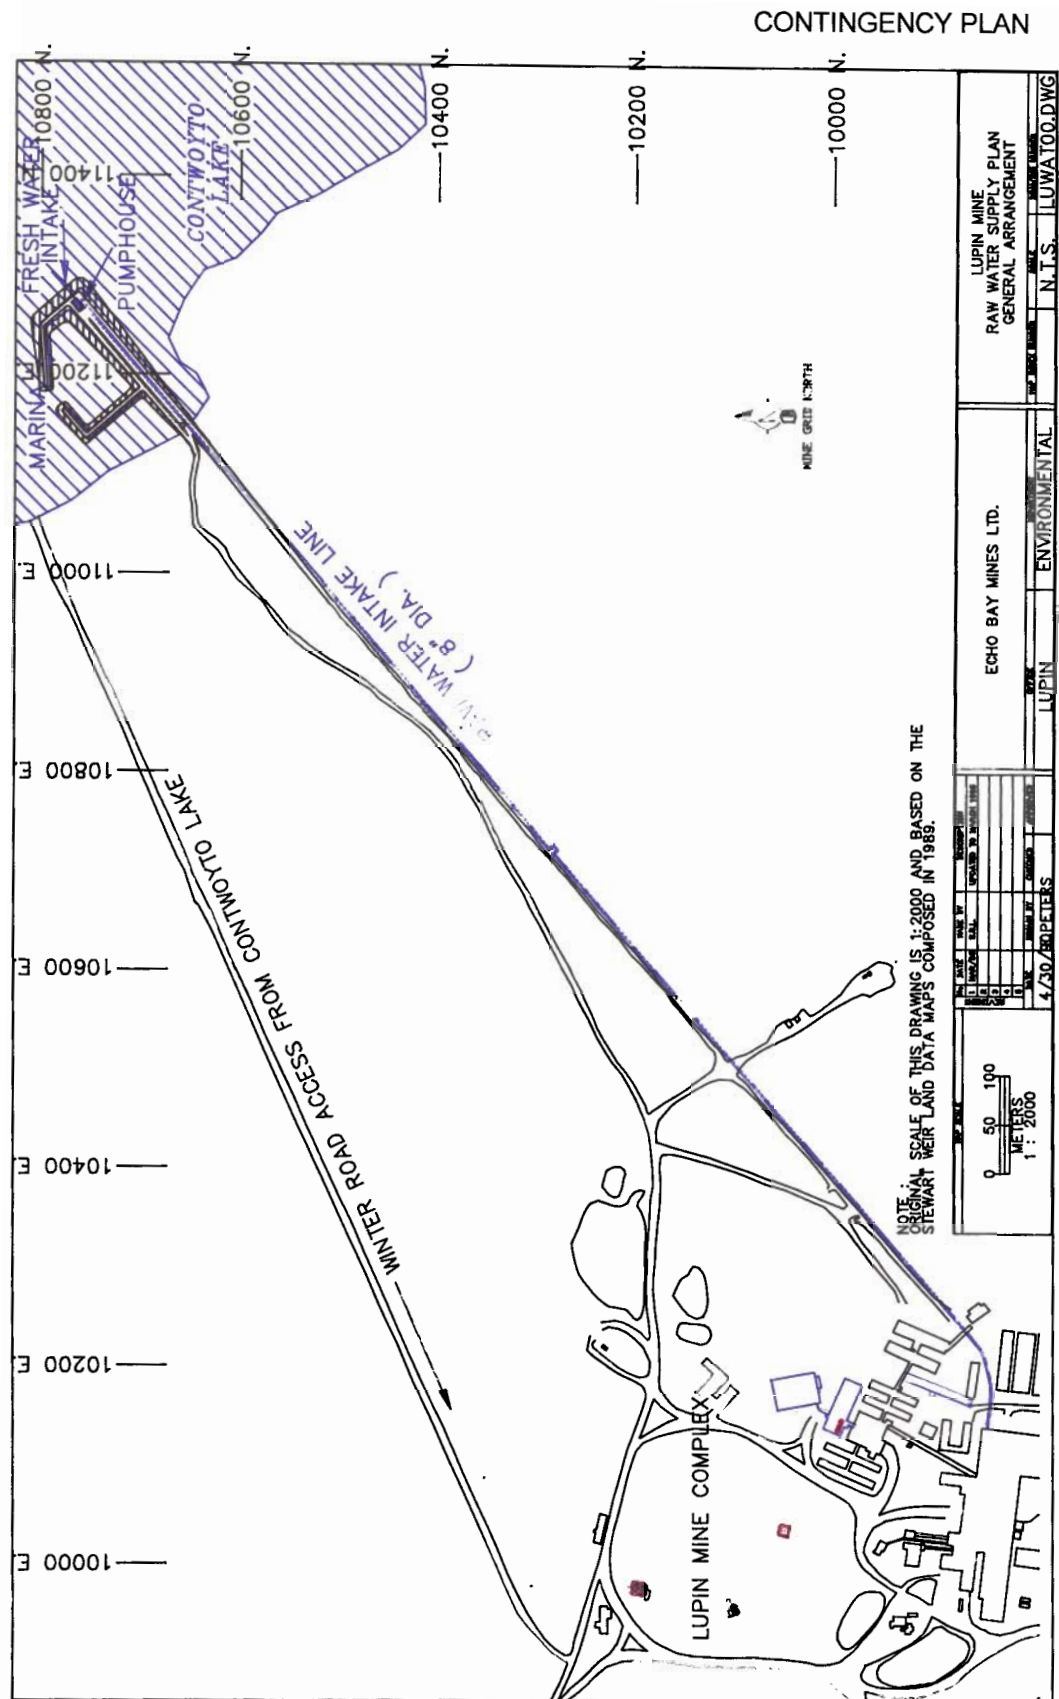 CONTINGENCY PLAN
10800 N.
10600 N.
10400 N.
10200 N.
10000 N.
11400
11200 E.
11000 E.
10800 E
10600 E
10400 E
10200 E
10000 E
FRESH WATER
INTAKE
PUMPHOUSE
CONTWOYTO
LAKE
MARINA
RAW WATER INTAKE LINE
( 8" DIA. )
WINTER ROAD ACCESS FROM CONTWOYTO LAKE
MINE GRID NORTH
LUPIN MINE COMPLEX
NOTE :
ORIGINAL SCALE OF THIS DRAWING IS 1:2000 AND BASED ON THE
STEWART WEIR LAND DATA MAPS COMPOSED IN 1989.
LUPIN MINE
RAW WATER SUPPLY PLAN
GENERAL ARRANGEMENT
N.T.S.
LUWATOO.DWG
ECHO BAY MINES LTD.
LUPIN
ENVIRONMENTAL
0 50 100
METERS
1 : 2000